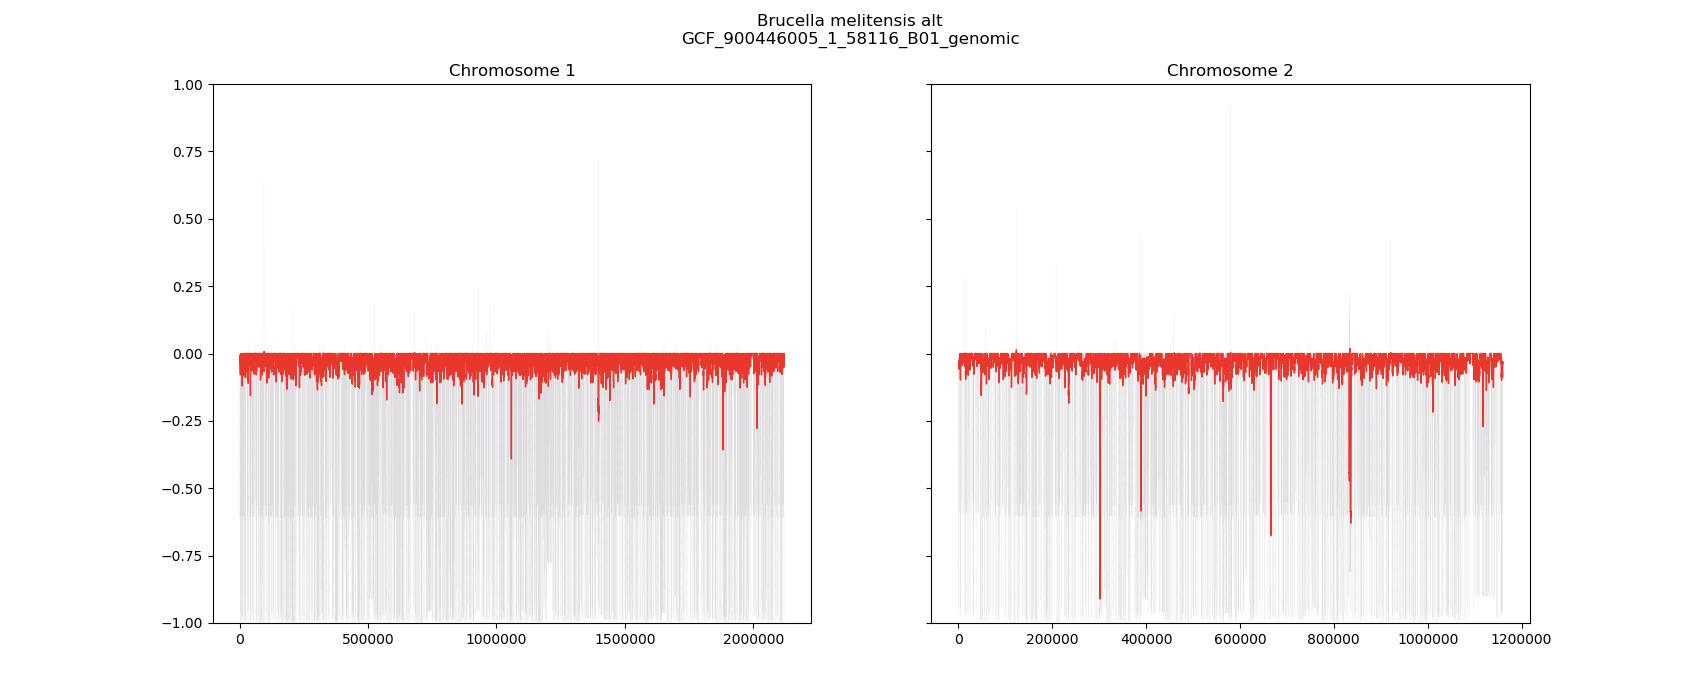 Brucella melitensis alt
GCF_900446005_1_58116_B01_genomic
Chromosome 1
Chromosome 2
1.00
0.75
0.50
0.25
0.00
−0.25
−0.50
−0.75
−1.00
0 500000 1000000 1500000 2000000
0 200000 400000 600000 800000 1000000 1200000